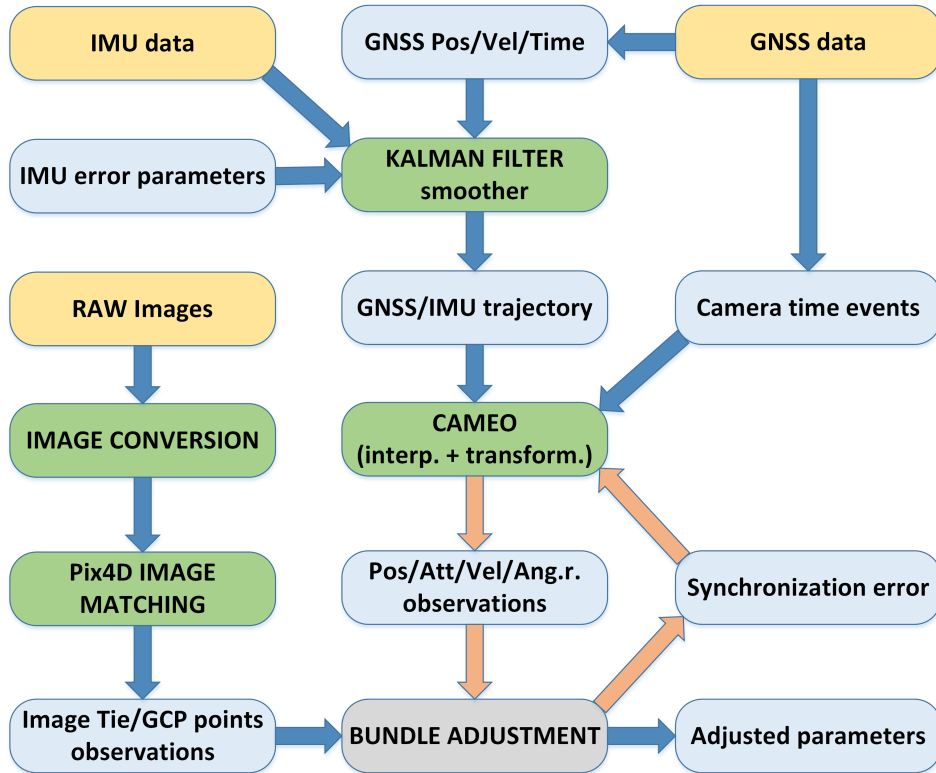 IMU data
GNSS Pos/Vel/Time
GNSS data
IMU error parameters
KALMAN FILTER
smoother
RAW Images
GNSS/IMU trajectory
Camera time events
IMAGE CONVERSION
CAMEO
(interp. + transform.)
Pix4D IMAGE
MATCHING
Pos/Att/Vel/Ang.r.
observations
Synchronization error
Image Tie/GCP points
observations
BUNDLE ADJUSTMENT
Adjusted parameters